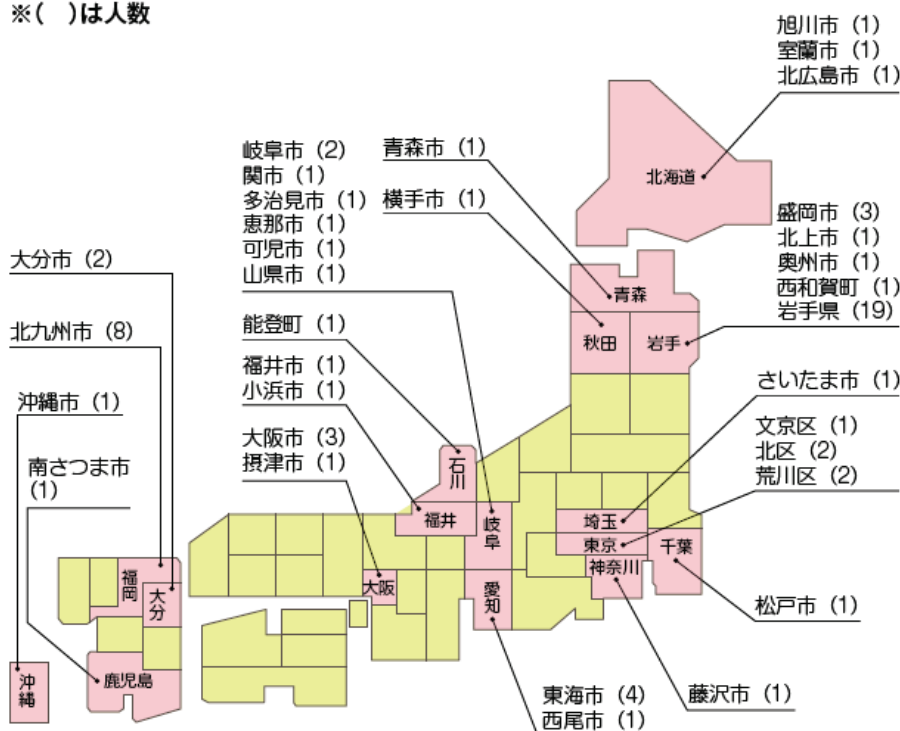 ※(　)は人数
旭川市（1）
室蘭市（1）
北広島市（1）
北海道
岐阜市（2）
関市（1）
多治見市（1）
恵那市（1）
可児市（1）
山県市（1）
青森市（1）
横手市（1）
盛岡市（3）
北上市（1）
奥州市（1）
西和賀町（1）
岩手県（19）
青森
秋田
岩手
大分市（2）
北九州市（8）
沖縄市（1）
南さつま市
（1）
能登町（1）
福井市（1）
小浜市（1）
大阪市（3）
摂津市（1）
さいたま市（1）
文京区（1）
北区（2）
荒川区（2）
石川
福井
岐阜
埼玉
東京
神奈川
千葉
大阪
愛知
福岡
大分
鹿児島
沖縄
松戸市（1）
藤沢市（1）
東海市（4）
西尾市（1）